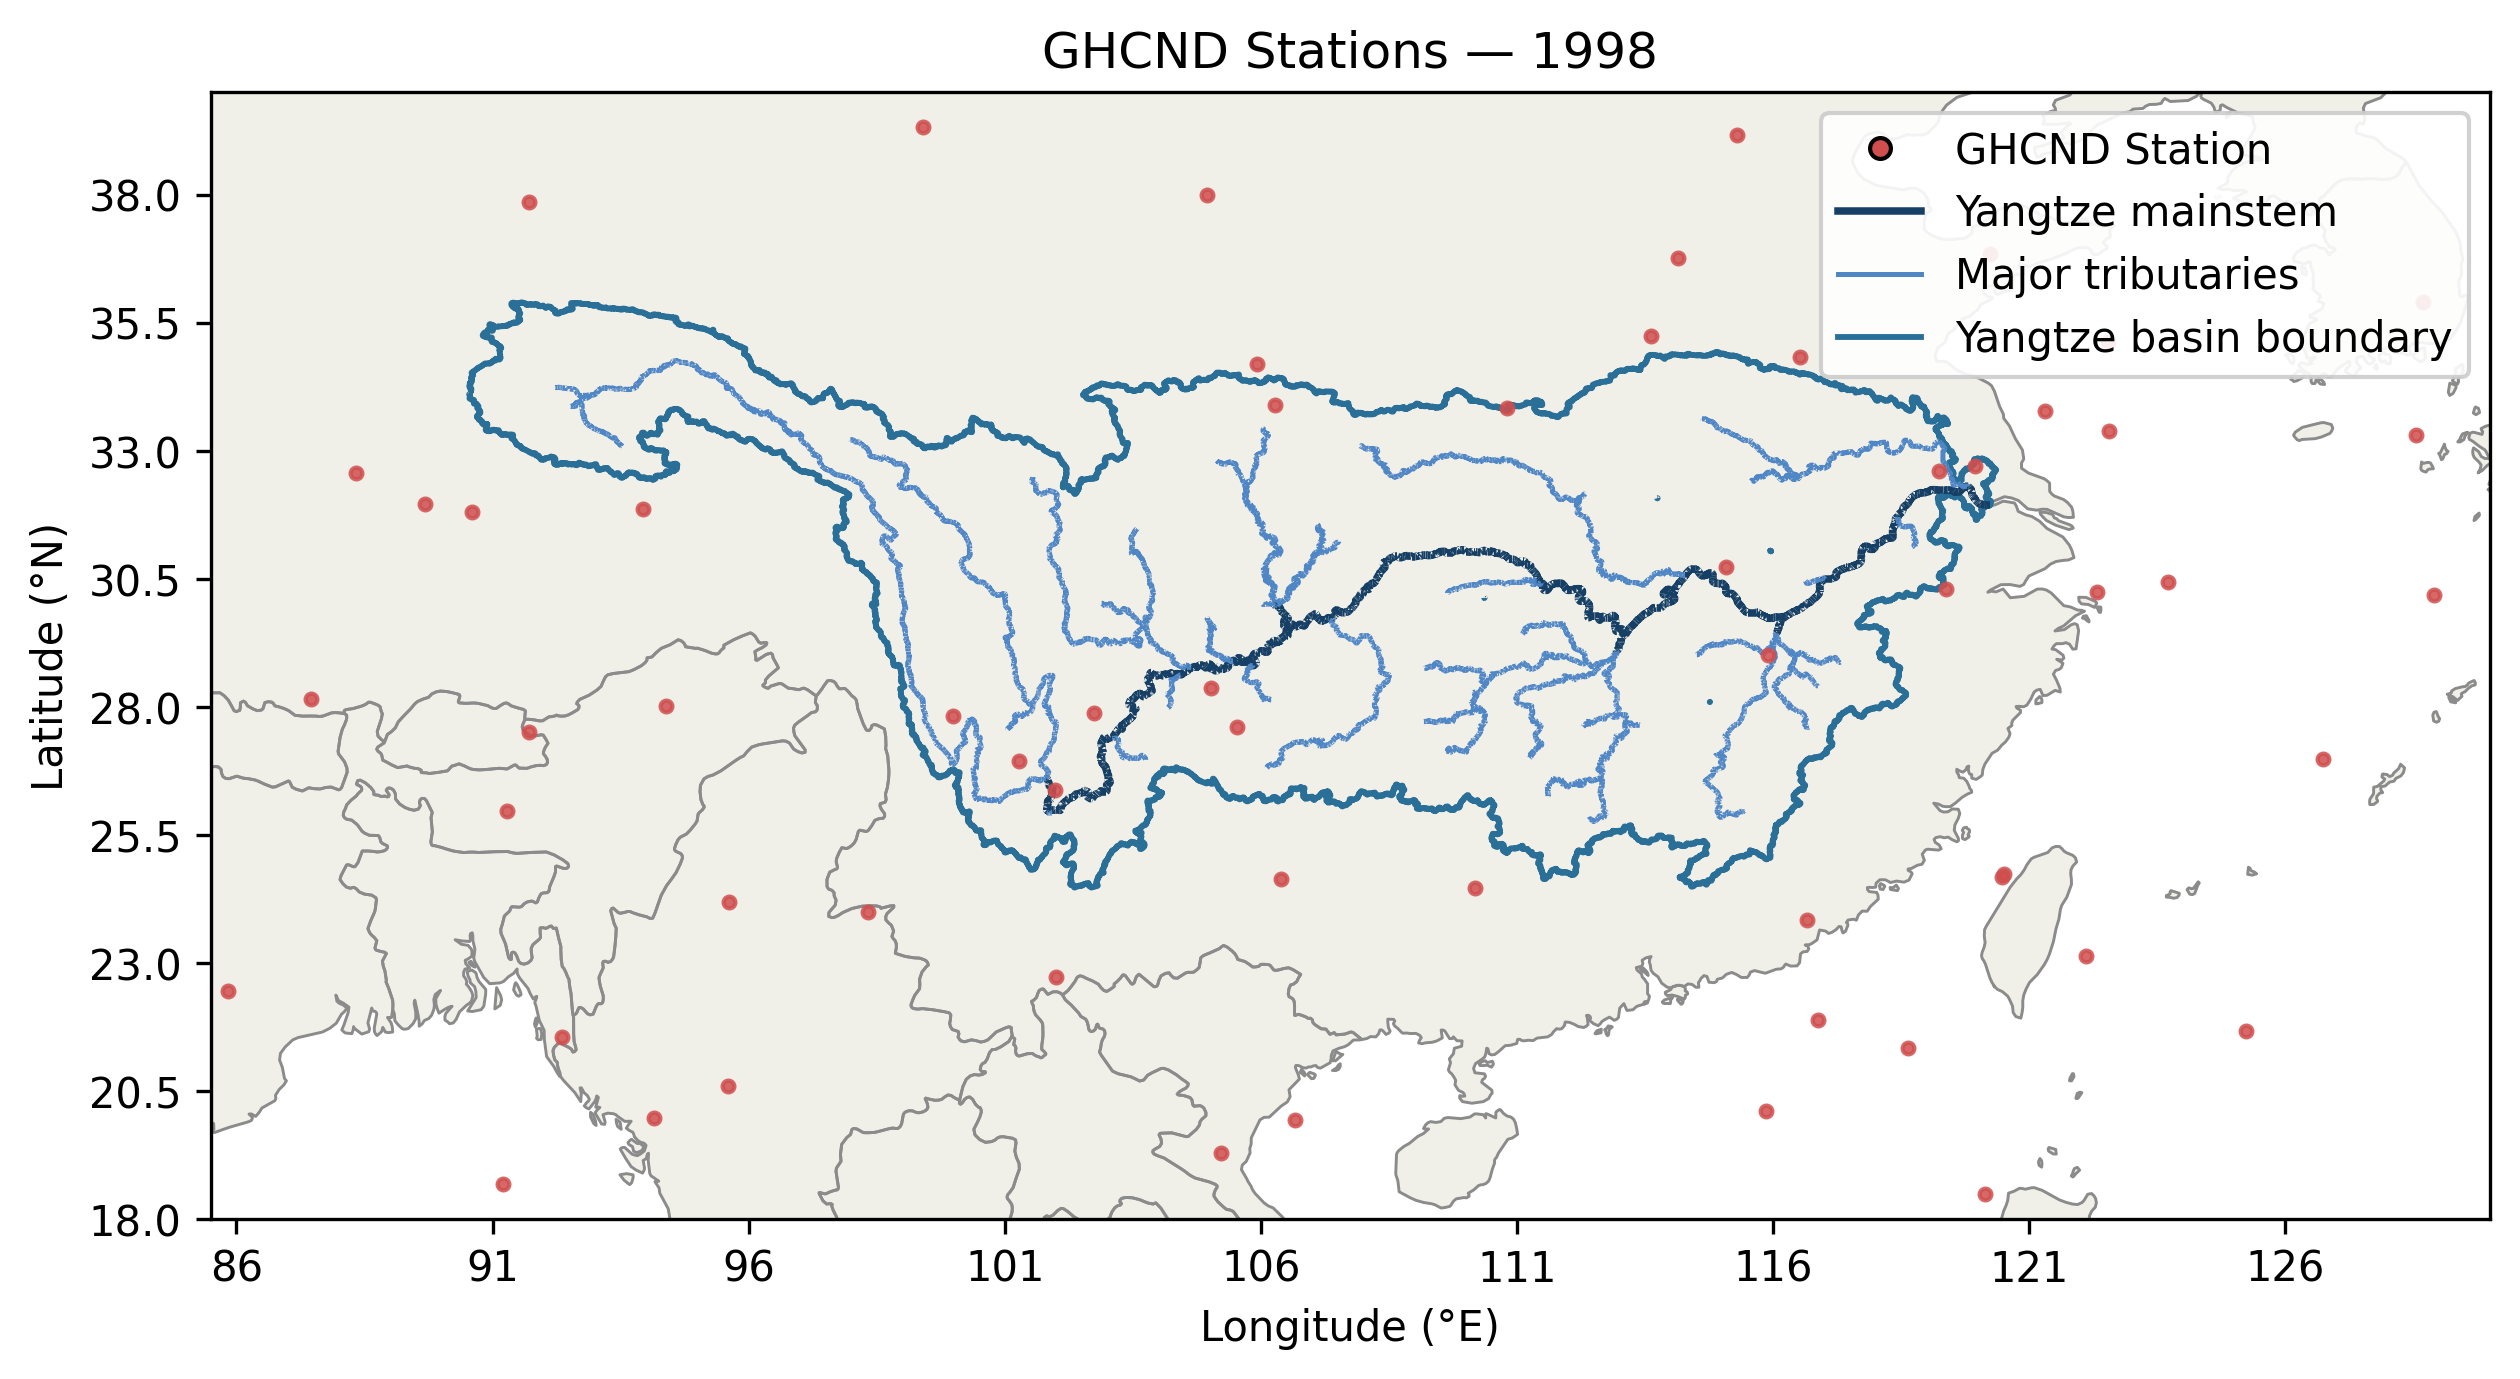 GHCND Stations — 1998
GHCND Station
Yangtze mainstem
Major tributaries
Yangtze basin boundary
38.0
35.5
33.0
30.5
28.0
25.5
23.0
20.5
18.0
Latitude (°N)
86 91 96 101 106 111 116 121 126
Longitude (°E)